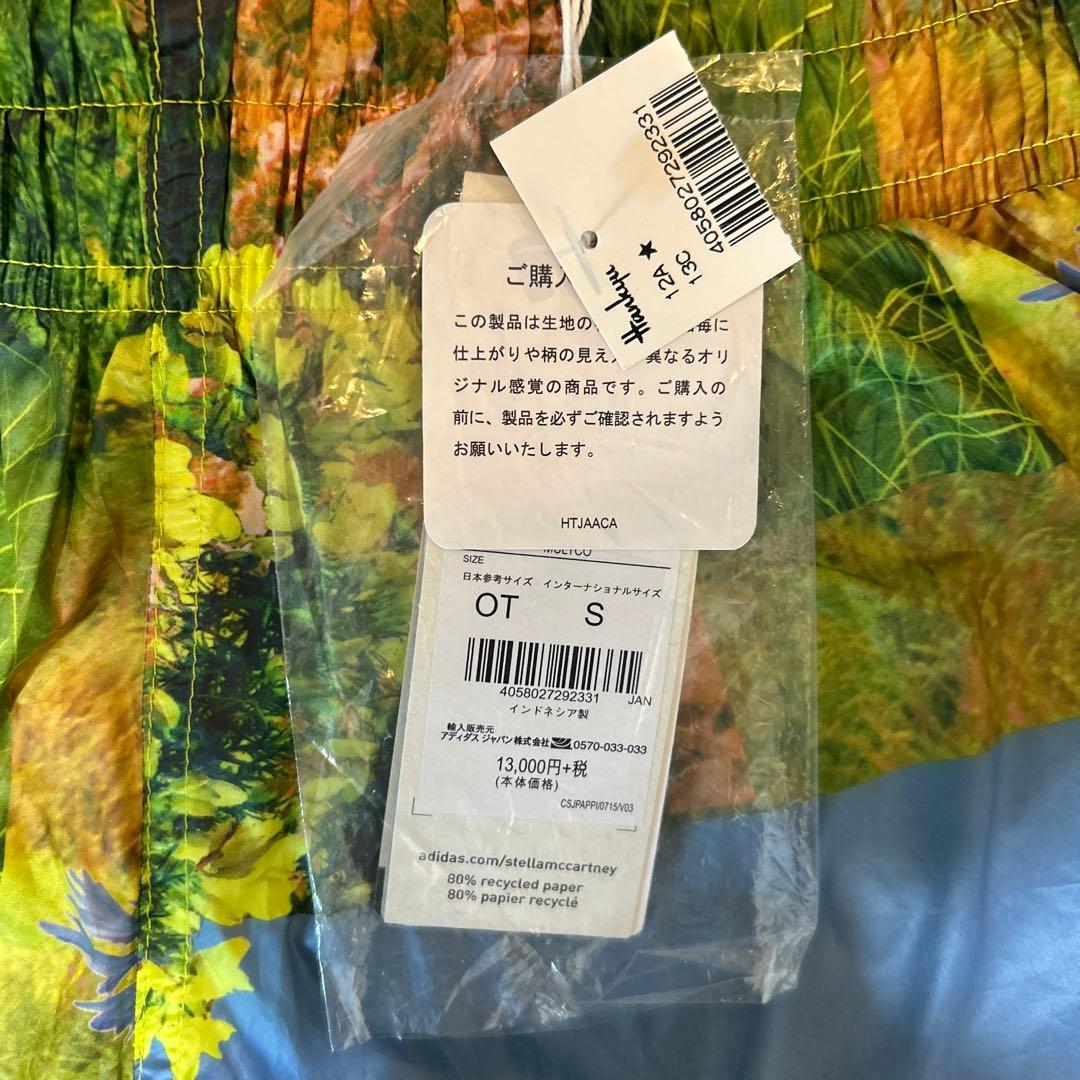 4058027292331
Hankyu
12A ★
13C
ご購入
この製品は生地の 毎に
仕上がりや柄の見え 異なるオリ
ジナル感覚の商品です。ご購入の
前に、製品を必ずご確認されますよう
お願いいたします。
HTJAACA
SIZE
日本参考サイズ インターナショナルサイズ
OT S
4058027292331 JAN
インドネシア製
輸入販売元
アディダス ジャパン株式会社 0570-033-033
13,000円+税
(本体価格)
CSJPAPPI/0715/V03
adidas.com/stellamccartney
80% recycled paper
80% papier recyclé